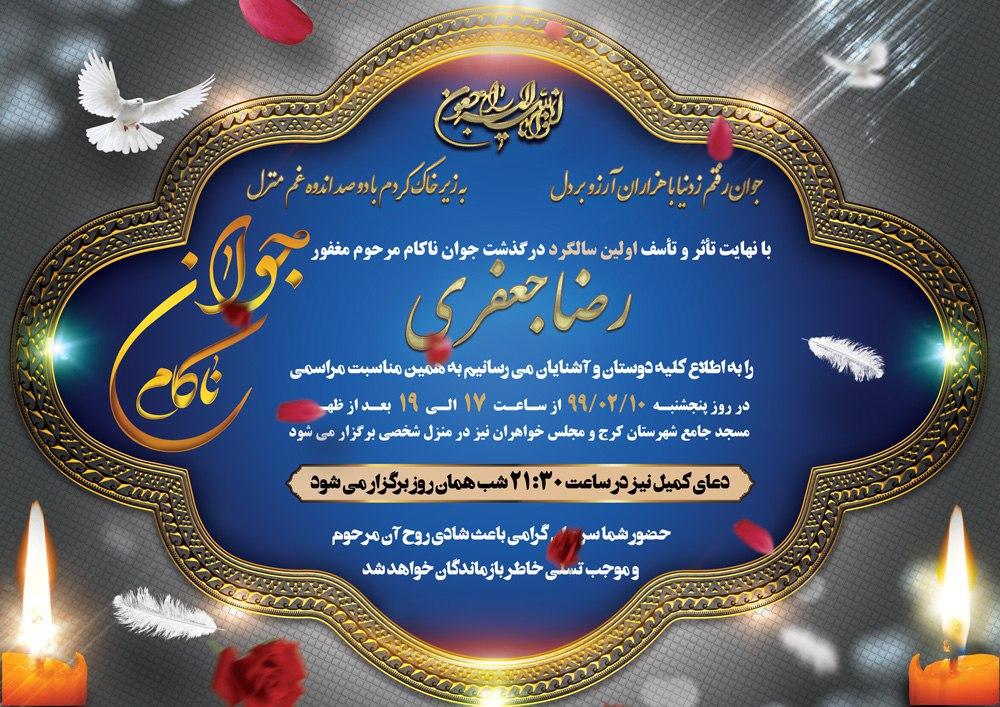 انا لله و انا الیه راجعون
جوان رفتم ز دنیا با هزاران آرزو بر دل به زیر خاک کردم با دو صد اندوه غم منزل
با نهایت تأثر و تأسف اولین سالگرد درگذشت جوان ناکام مرحوم مغفور
جوان ناکام
رضا جعفری
را به اطلاع کلیه دوستان و آشنایان می رسانیم به همین مناسبت مراسمی
در روز پنجشنبه ۹۹/۰۲/۱۰ از ساعت ۱۷ الی ۱۹ بعد از ظهر
مسجد جامع شهرستان کرج و مجلس خواهران نیز در منزل شخصی برگزار می شود
دعای کمیل نیز در ساعت ۲۱:۳۰ شب همان روز برگزار می شود
حضور شما سروران گرامی باعث شادی روح آن مرحوم
و موجب تسلی خاطر بازماندگان خواهد شد